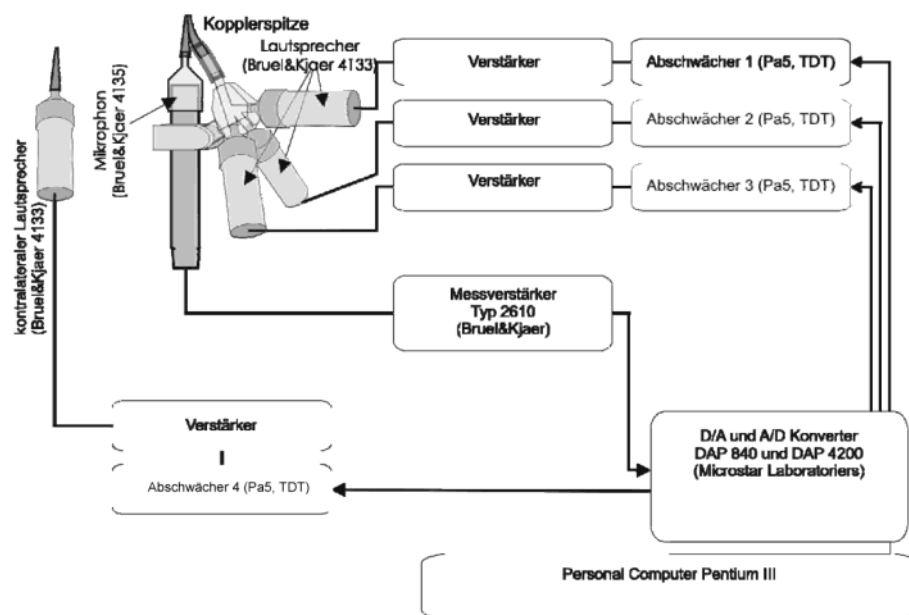 Kopplerspitze
Lautsprecher
(Bruel&Kjaer 4133)
Mikrophon
(Bruel&Kjaer 4135)
kontralateraler Lautsprecher
(Bruel&Kjaer 4133)
Verstärker
Abschwächer 1 (Pa5, TDT)
Verstärker
Abschwächer 2 (Pa5, TDT)
Verstärker
Abschwächer 3 (Pa5, TDT)
Messverstärker
Typ 2610
(Bruel&Kjaer)
Verstärker
Abschwächer 4 (Pa5, TDT)
D/A und A/D Konverter
DAP 840 und DAP 4200
(Microstar Laboratoriers)
Personal Computer Pentium III